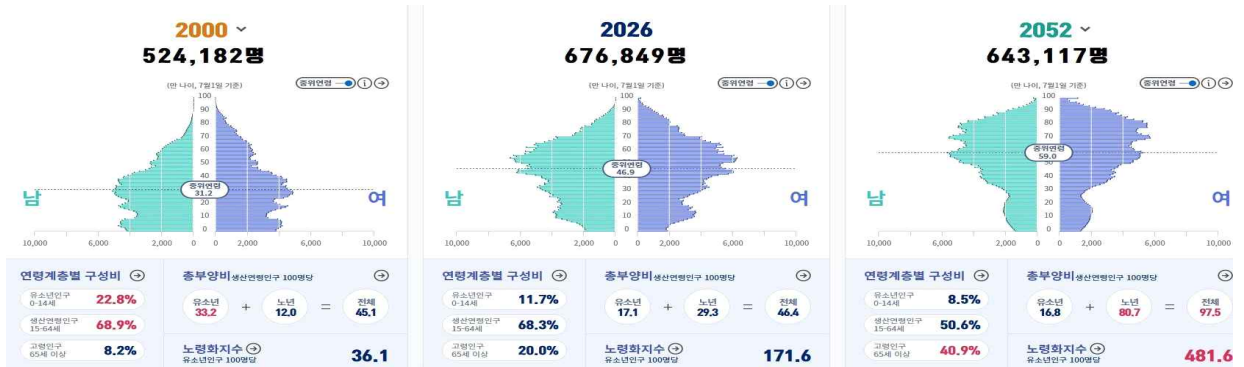 2000
524,182명
(만 나이, 7월1일 기준)
중위연령
100
90
80
70
60
50
40
30
20
10
0
중위연령
31.2
남
여
10,000 6,000 2,000 0 0 2,000 6,000 10,000
연령계층별 구성비
유소년인구
0-14세
22.8%
생산연령인구
15-64세
68.9%
고령인구
65세 이상
8.2%
총부양비 생산연령인구 100명당
유소년
33.2
+
노년
12.0
=
전체
45.1
노령화지수
유소년인구 100명당
36.1
2026
676,849명
(만 나이, 7월1일 기준)
중위연령
100
90
80
70
60
50
40
30
20
10
0
중위연령
46.9
남
여
10,000 6,000 2,000 0 0 2,000 6,000 10,000
연령계층별 구성비
유소년인구
0-14세
11.7%
생산연령인구
15-64세
68.3%
고령인구
65세 이상
20.0%
총부양비 생산연령인구 100명당
유소년
17.1
+
노년
29.3
=
전체
46.4
노령화지수
유소년인구 100명당
171.6
2052
643,117명
(만 나이, 7월1일 기준)
중위연령
100
90
80
70
60
50
40
30
20
10
0
중위연령
59.0
남
여
10,000 6,000 2,000 0 0 2,000 6,000 10,000
연령계층별 구성비
유소년인구
0-14세
8.5%
생산연령인구
15-64세
50.6%
고령인구
65세 이상
40.9%
총부양비 생산연령인구 100명당
유소년
16.8
+
노년
80.7
=
전체
97.5
노령화지수
유소년인구 100명당
481.6